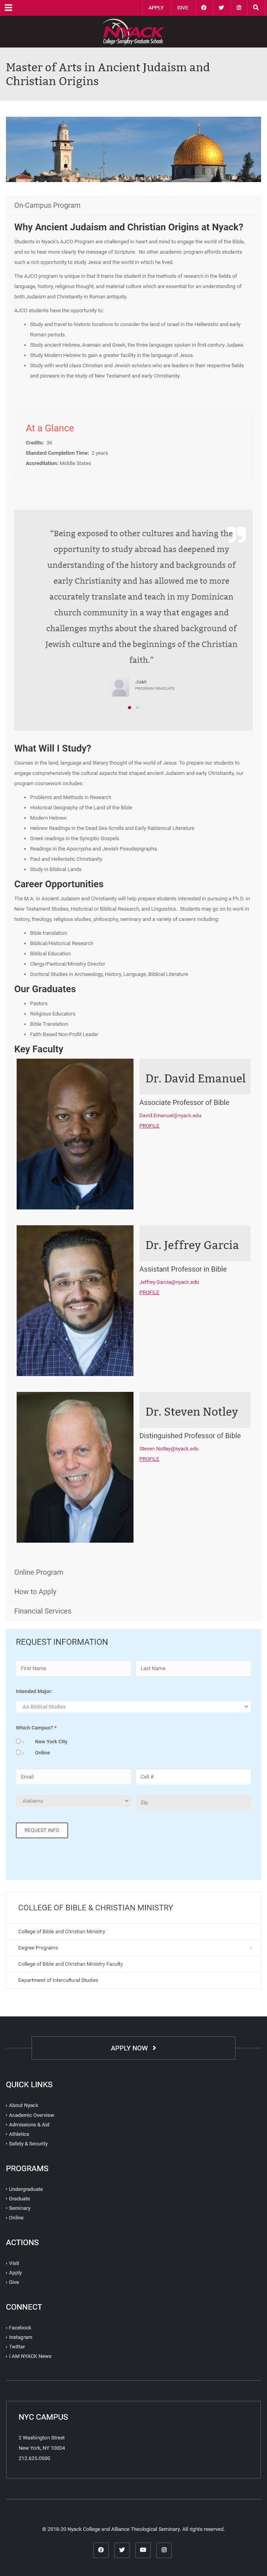 APPLY
GIVE
NYACK
College • Seminary • Graduate Schools
Master of Arts in Ancient Judaism and
Christian Origins
On-Campus Program
Why Ancient Judaism and Christian Origins at Nyack?
Students in Nyack's AJCO Program are challenged in heart and mind to engage the world of the Bible,
and so to hear more clearly the message of Scripture. No other academic program affords students
such a rich opportunity to study Jesus and the world in which he lived.
The AJCO program is unique in that it trains the student in the methods of research in the fields of
language, history, religious thought, and material culture which are essential for an understanding of
both Judaism and Christianity in Roman antiquity.
AJCO students have the opportunity to:
Study and travel to historic locations to consider the land of Israel in the Hellenistic and early
Roman periods.
Study ancient Hebrew, Aramaic and Greek, the three languages spoken in first-century Judaea.
Study Modern Hebrew to gain a greater facility in the language of Jesus.
Study with world class Christian and Jewish scholars who are leaders in their respective fields
and pioneers in the study of New Testament and early Christianity.
At a Glance
Credits: 36
Standard Completion Time: 2 years
Accreditation: Middle States
“Being exposed to other cultures and having the
opportunity to study abroad has deepened my
understanding of the history and backgrounds of
early Christianity and has allowed me to more
accurately translate and teach in my Dominican
church community in a way that engages and
challenges myths about the shared background of
Jewish culture and the beginnings of the Christian
faith.”
Juan
PROGRAM GRADUATE
What Will I Study?
Courses in the land, language and literary thought of the world of Jesus. To prepare our students to
engage comprehensively the cultural aspects that shaped ancient Judaism and early Christianity, our
program coursework includes:
Problems and Methods in Research
Historical Geography of the Land of the Bible
Modern Hebrew
Hebrew Readings in the Dead Sea Scrolls and Early Rabbinical Literature
Greek readings in the Synoptic Gospels
Readings in the Apocrypha and Jewish Pseudepigrapha
Paul and Hellenistic Christianity
Study in Biblical Lands
Career Opportunities
The M.A. in Ancient Judaism and Christianity will help prepare students interested in pursuing a Ph.D. in
New Testament Studies, Historical or Biblical Research, and Linguistics. Students may go on to work in
history, theology, religious studies, philosophy, seminary and a variety of careers including:
Bible translation
Biblical/Historical Research
Biblical Education
Clergy/Pastoral/Ministry Director
Doctoral Studies in Archaeology, History, Language, Biblical Literature
Our Graduates
Pastors
Religious Educators
Bible Translation
Faith Based Non-Profit Leader
Key Faculty
Dr. David Emanuel
Associate Professor of Bible
David.Emanuel@nyack.edu
PROFILE
Dr. Jeffrey Garcia
Assistant Professor in Bible
Jeffrey.Garcia@nyack.edu
PROFILE
Dr. Steven Notley
Distinguished Professor of Bible
Steven.Notley@nyack.edu
PROFILE
Online Program
How to Apply
Financial Services
REQUEST INFORMATION
First Name
Last Name
Intended Major:
AA Biblical Studies
Which Campus? *
New York City
Online
Email
Cell #
Alabama
Zip
REQUEST INFO
COLLEGE OF BIBLE & CHRISTIAN MINISTRY
College of Bible and Christian Ministry
Degree Programs
College of Bible and Christian Ministry Faculty
Department of Intercultural Studies
APPLY NOW
QUICK LINKS
About Nyack
Academic Overview
Admissions & Aid
Athletics
Safety & Security
PROGRAMS
Undergraduate
Graduate
Seminary
Online
ACTIONS
Visit
Apply
Give
CONNECT
Facebook
Instagram
Twitter
I AM NYACK News
NYC CAMPUS
2 Washington Street
New York, NY 10004
212.625.0500
© 2018-20 Nyack College and Alliance Theological Seminary. All rights reserved.